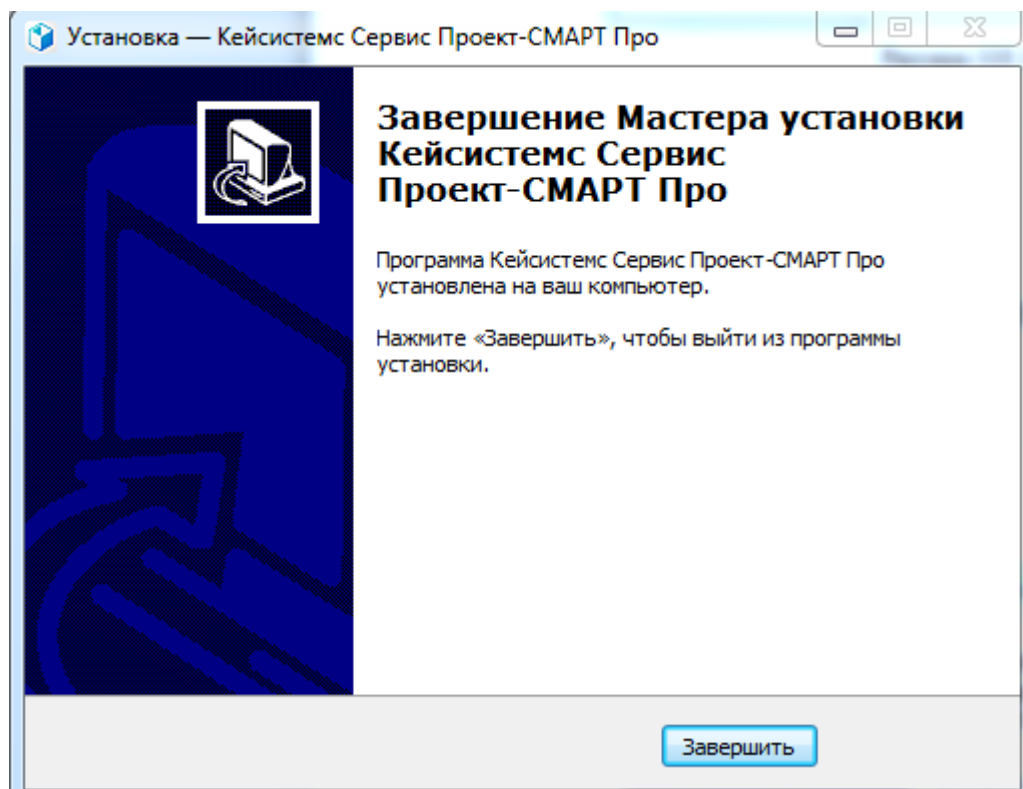 Установка — Кейсистемс Сервис Проект-СМАРТ Про
Завершение Мастера установки
Кейсистемс Сервис
Проект-СМАРТ Про
Программа Кейсистемс Сервис Проект-СМАРТ Про
установлена на ваш компьютер.
Нажмите «Завершить», чтобы выйти из программы
установки.
Завершить